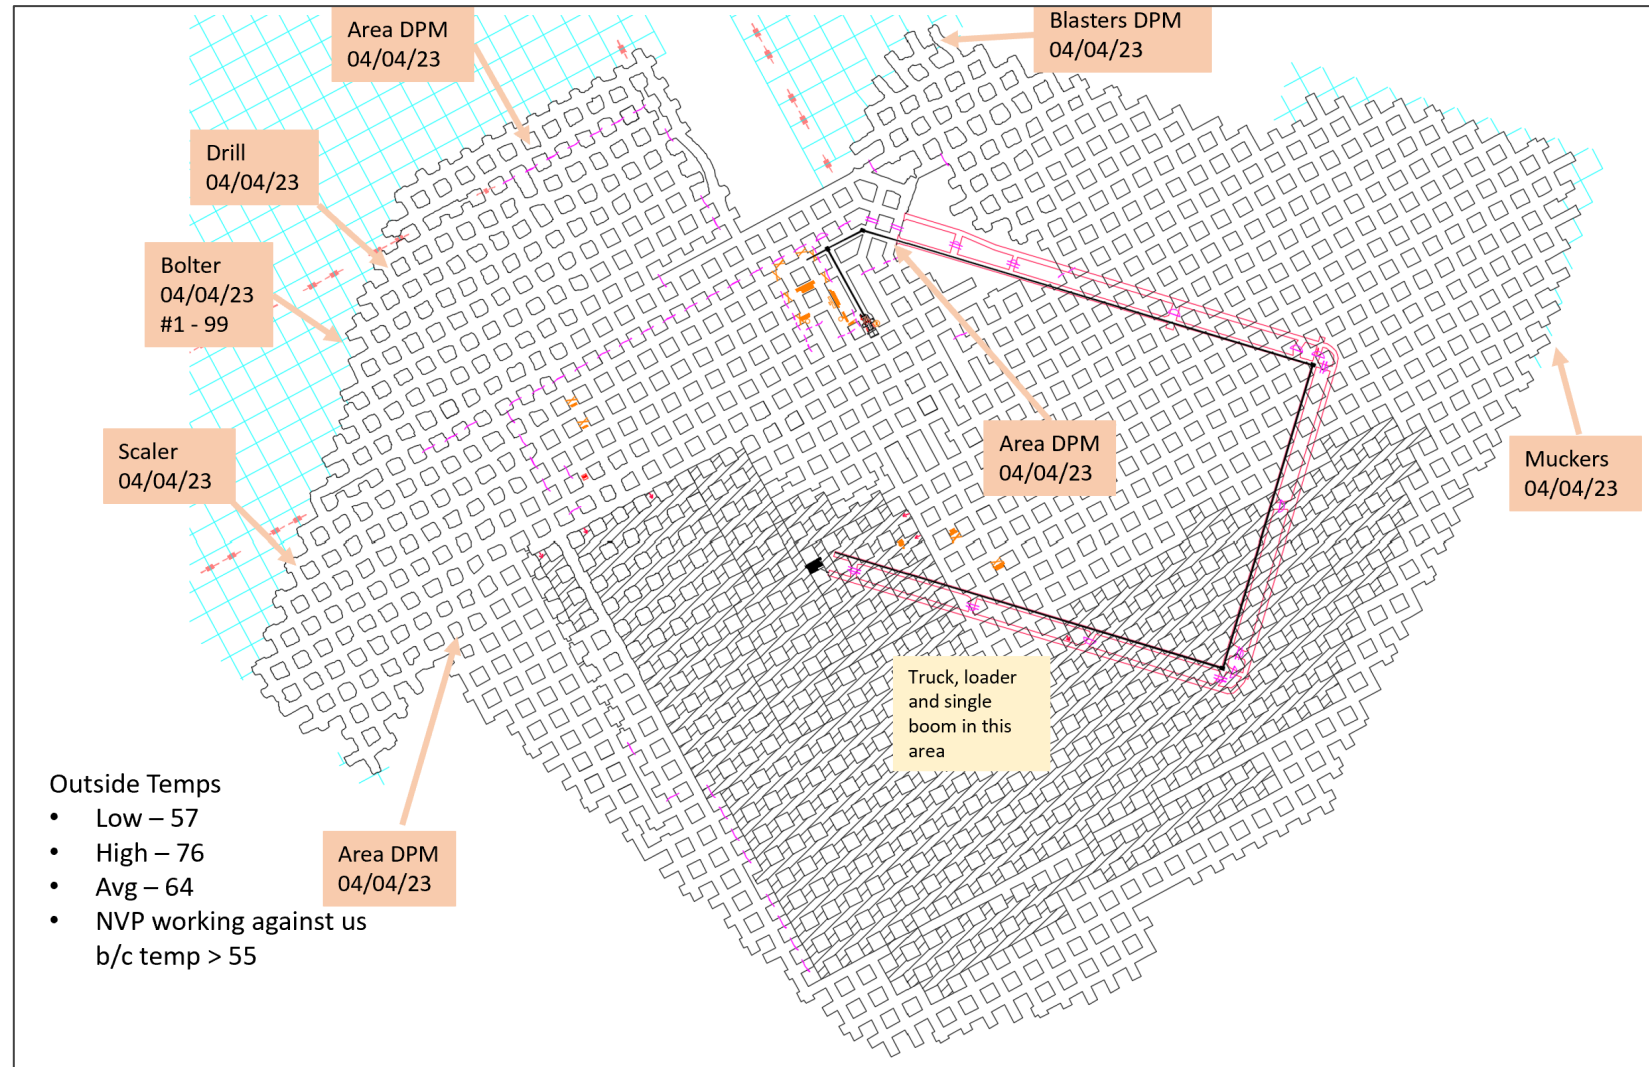 Area DPM
04/04/23
Blasters DPM
04/04/23
Drill
04/04/23
Bolter
04/04/23
#1 - 99
Scaler
04/04/23
Area DPM
04/04/23
Muckers
04/04/23
Truck, loader
and single
boom in this
area
Outside Temps
• Low – 57
• High – 76
• Avg – 64
• NVP working against us
b/c temp > 55
Area DPM
04/04/23